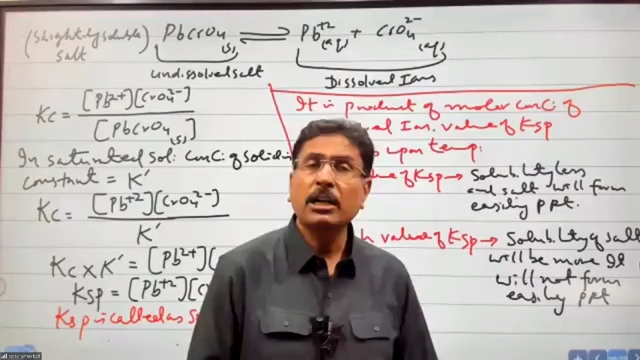 (Slightly soluble salt) PbCrO4(s) ⇌ Pb+2(aq) + CrO4 2-(aq)
undissolved salt Dissolved Ions
Kc = [Pb2+][CrO4 2-] / [PbCrO4(s)]
In saturated sol: conc: of solid
constant = K'
Kc = [Pb+2][CrO4 2-] / K'
Kc x K' = [Pb2+][
Ksp = [Pb+2][Cr
Ksp is called as S
It is product of molar conc: of
Ion. value of Ksp
upon temp:
value of Ksp → Solubility less
and salt will form
easily ppt.
value of Ksp → Solubility of salt
will be more It
will not form
easily ppt